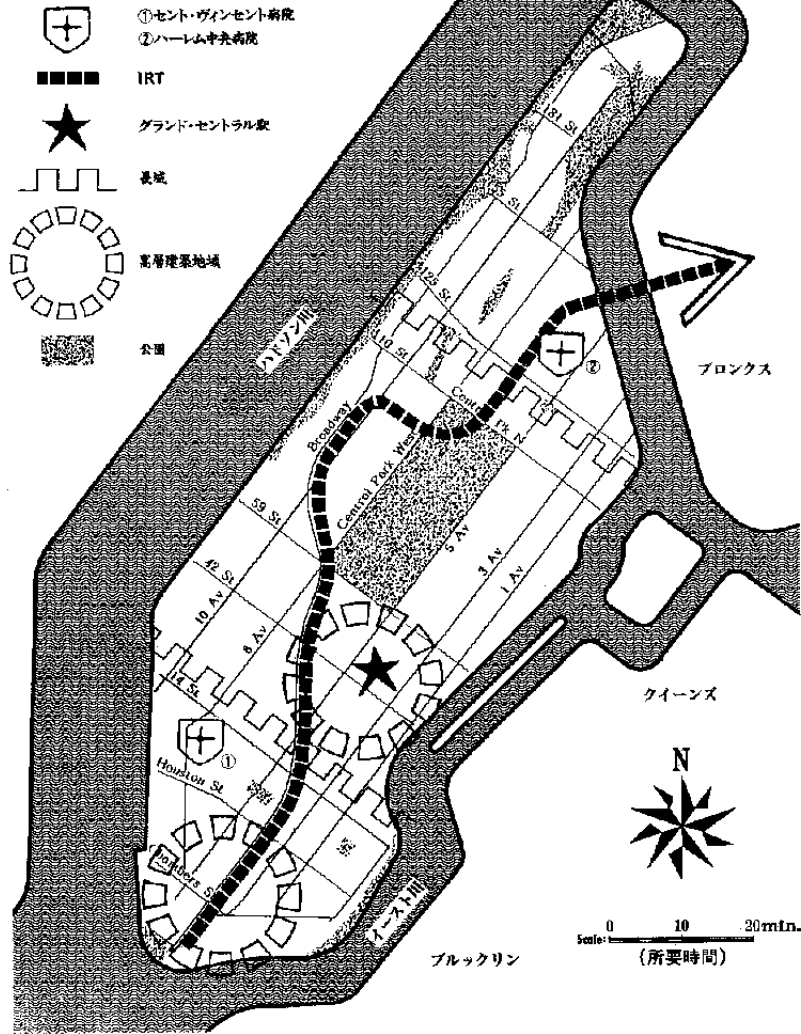 ①セント・ヴィンセント病院
②ハーレム中央病院
IRT
グランド・セントラル駅
長城
高層建築地域
公園
181 St
St
125 St
110 St
ハドソン川
②
ブロンクス
Broadway
Central Park West
Central Pk N
59 St
5 Av
3 Av
1 Av
42 St
10 Av
8 Av
14 St
クイーンズ
①
Houston St
N
Chambers St
イースト川
ブルックリン
Scale: 0 10 20min.
(所要時間)